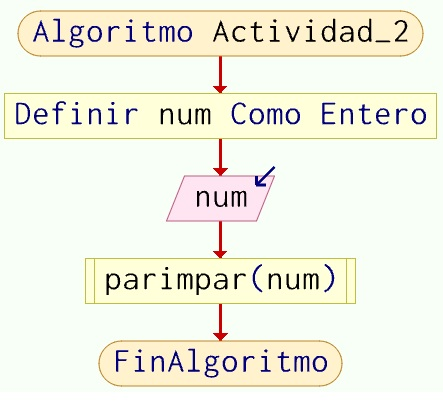 Algoritmo Actividad_2
Definir num Como Entero
num
parimpar(num)
FinAlgoritmo